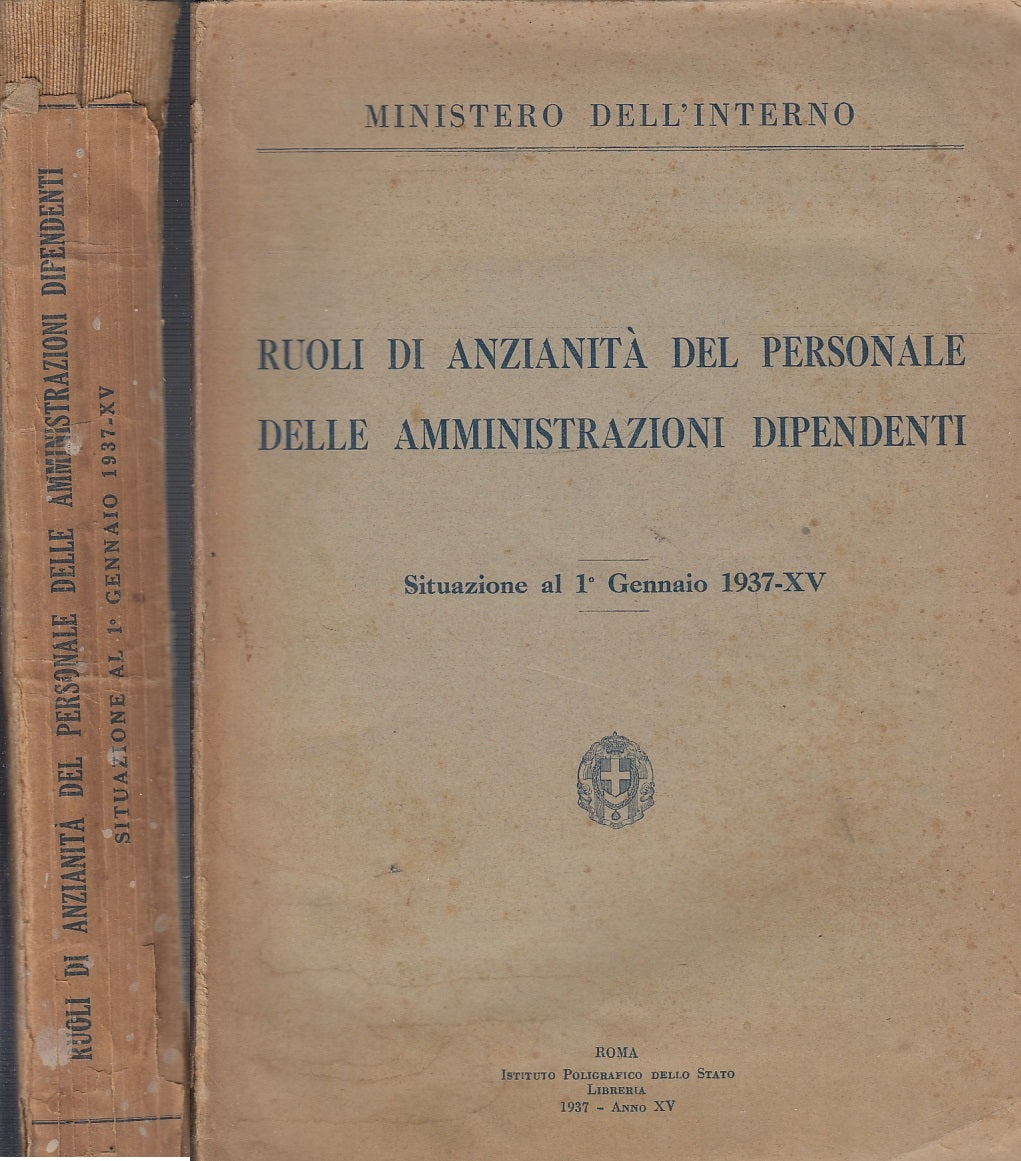 RUOLI DI ANZIANITÀ DEL PERSONALE DELLE AMMINISTRAZIONI DIPENDENTI
SITUAZIONE AL 1° GENNAIO 1937-XV
MINISTERO DELL'INTERNO
RUOLI DI ANZIANITÀ DEL PERSONALE
DELLE AMMINISTRAZIONI DIPENDENTI
Situazione al 1° Gennaio 1937-XV
ROMA
ISTITUTO POLIGRAFICO DELLO STATO
LIBRERIA
1937 - ANNO XV